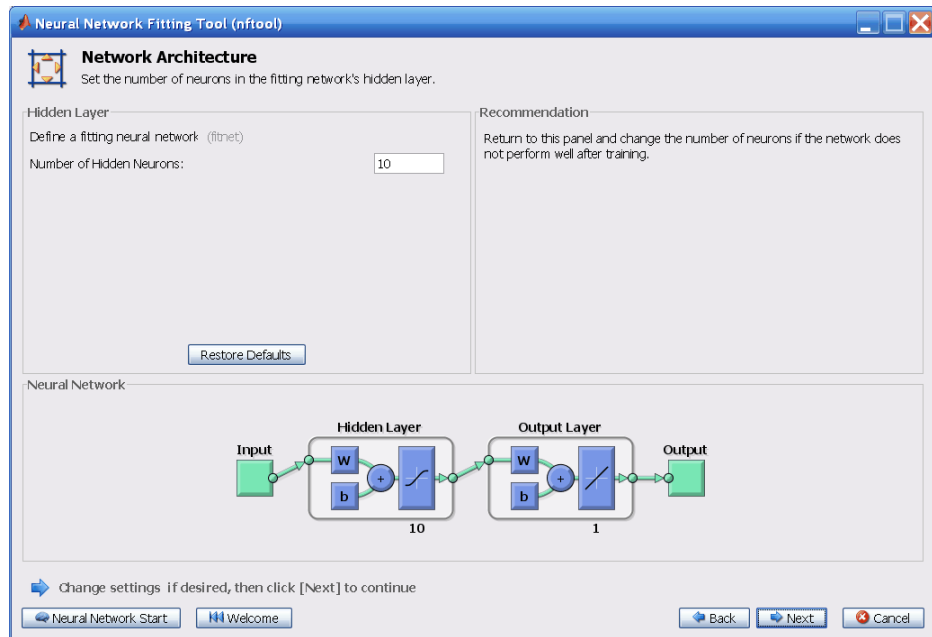 Neural Network Fitting Tool (nftool)
Network Architecture
Set the number of neurons in the fitting network's hidden layer.
Hidden Layer
Define a fitting neural network (fitnet)
Number of Hidden Neurons: 10
Restore Defaults
Recommendation
Return to this panel and change the number of neurons if the network does
not perform well after training.
Neural Network
Hidden Layer
Output Layer
Input
Output
W
b
+
10
W
b
+
1
Change settings if desired, then click [Next] to continue
Neural Network Start
Welcome
Back
Next
Cancel